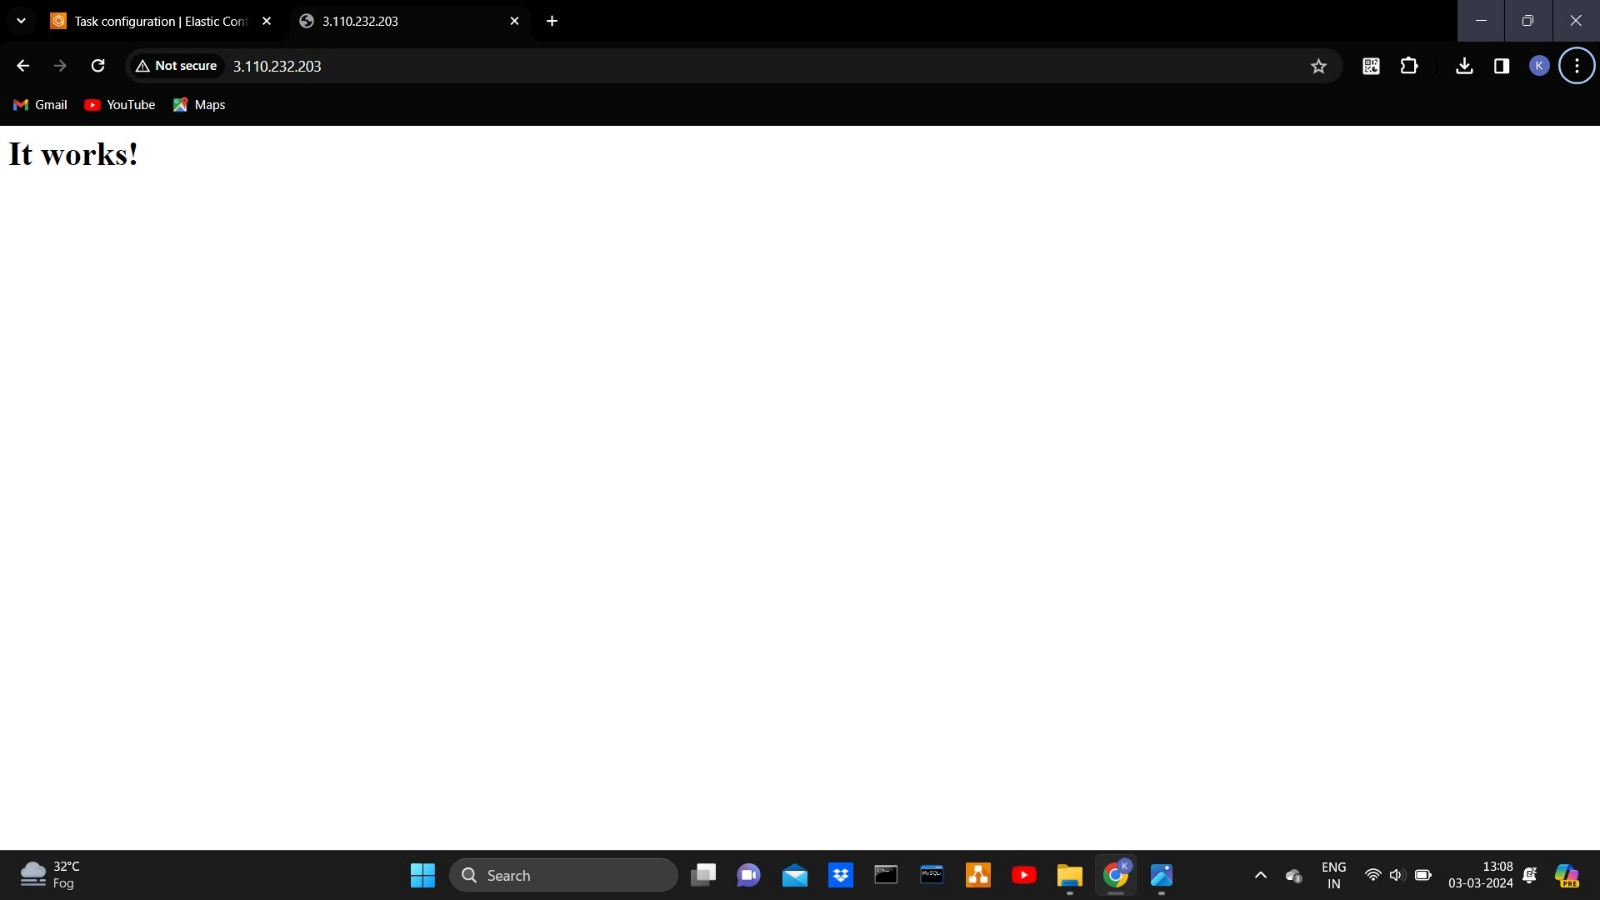 Task configuration | Elastic Cont
3.110.232.203
Not secure
3.110.232.203
K
Gmail
YouTube
Maps
It works!
32°C
Fog
Search
K
ENG
IN
13:08
03-03-2024
PRE